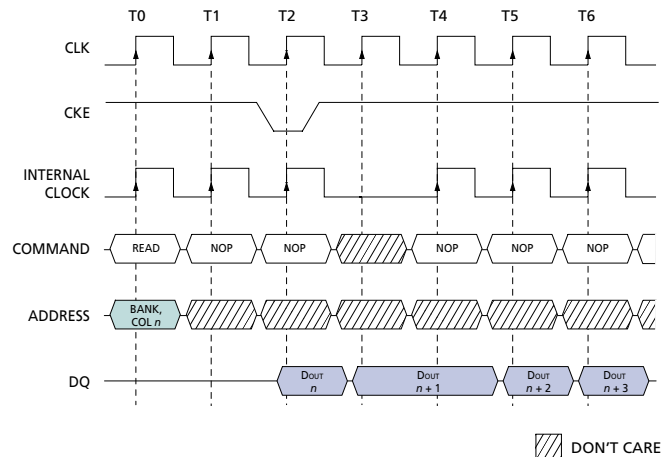 T0 T1 T2 T3 T4 T5 T6
CLK
CKE
INTERNAL
CLOCK
COMMAND READ NOP NOP NOP NOP NOP
ADDRESS BANK,
COL n
DQ DOUT DOUT DOUT DOUT
n n + 1 n + 2 n + 3
DON'T CARE